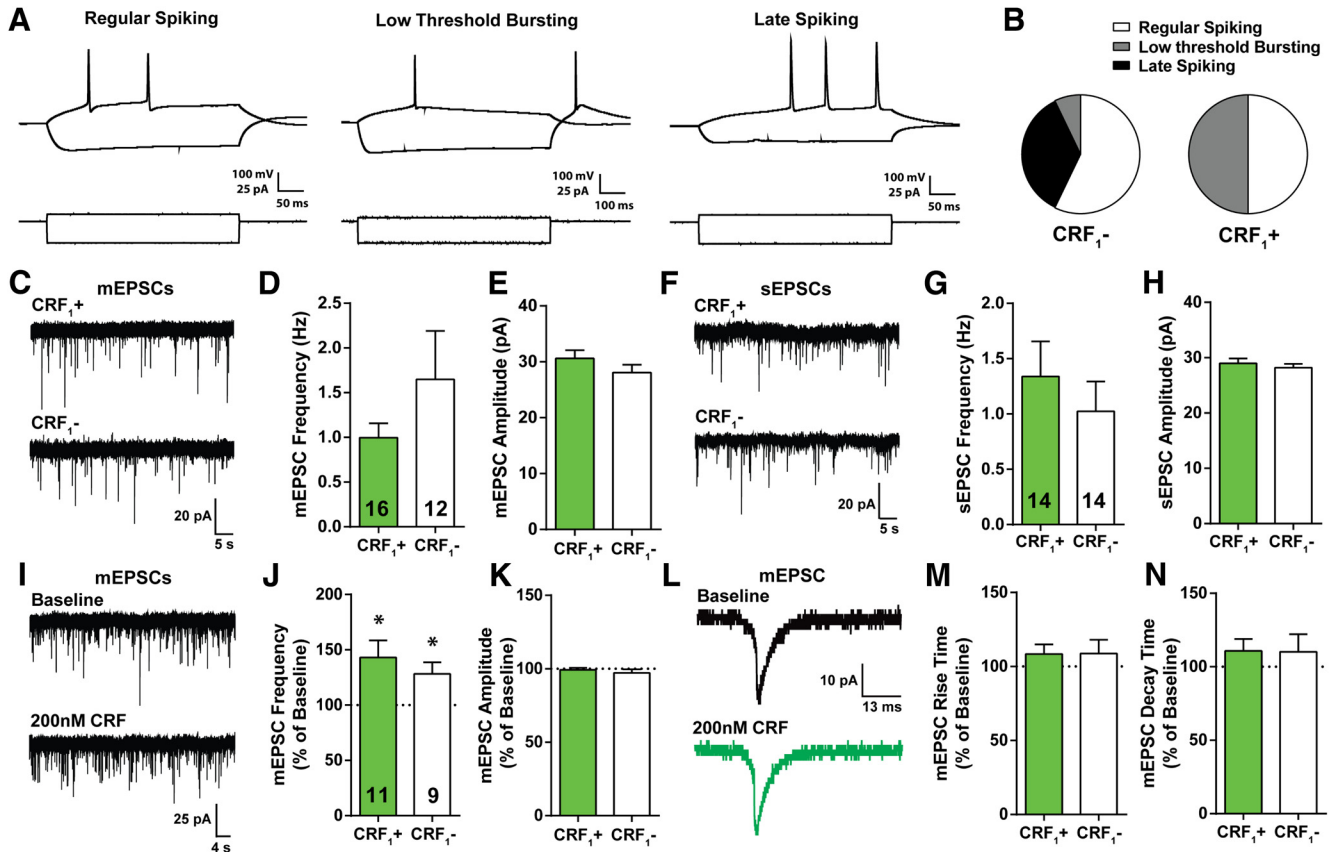 A
Regular Spiking
100 mV
25 pA
50 ms
Low Threshold Bursting
100 mV
25 pA
100 ms
Late Spiking
100 mV
25 pA
50 ms
B
Regular Spiking
Low threshold Bursting
Late Spiking
CRF₁-
CRF₁+
C
mEPSCs
CRF₁+
CRF₁-
20 pA
5 s
D
mEPSC Frequency (Hz)
2.5
2.0
1.5
1.0
0.5
0.0
16
12
CRF₁+ CRF₁-
E
mEPSC Amplitude (pA)
40
30
20
10
0
CRF₁+ CRF₁-
F
sEPSCs
CRF₁+
CRF₁-
20 pA
5 s
G
sEPSC Frequency (Hz)
2.0
1.5
1.0
0.5
0.0
14
14
CRF₁+ CRF₁-
H
sEPSC Amplitude (pA)
40
30
20
10
0
CRF₁+ CRF₁-
I
mEPSCs
Baseline
200nM CRF
25 pA
4 s
J
mEPSC Frequency
(% of Baseline)
200
150
100
50
0
*
*
11
9
CRF₁+ CRF₁-
K
mEPSC Amplitude
(% of Baseline)
150
100
50
0
CRF₁+ CRF₁-
L
mEPSC
Baseline
10 pA
13 ms
200nM CRF
M
mEPSC Rise Time
(% of Baseline)
150
100
50
0
CRF₁+ CRF₁-
N
mEPSC Decay Time
(% of Baseline)
150
100
50
0
CRF₁+ CRF₁-